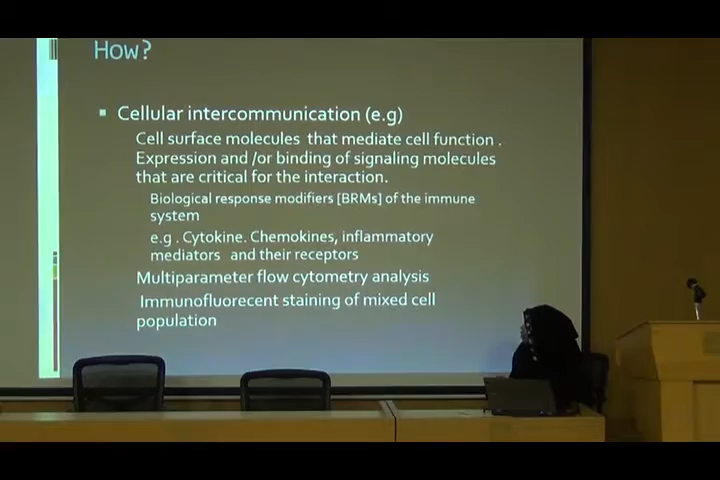 How?
Cellular intercommunication (e.g)
Cell surface molecules that mediate cell function .
Expression and /or binding of signaling molecules
that are critical for the interaction.
Biological response modifiers [BRMs] of the immune
system
e.g . Cytokine. Chemokines, inflammatory
mediators and their receptors
Multiparameter flow cytometry analysis
Immunofluorecent staining of mixed cell
population